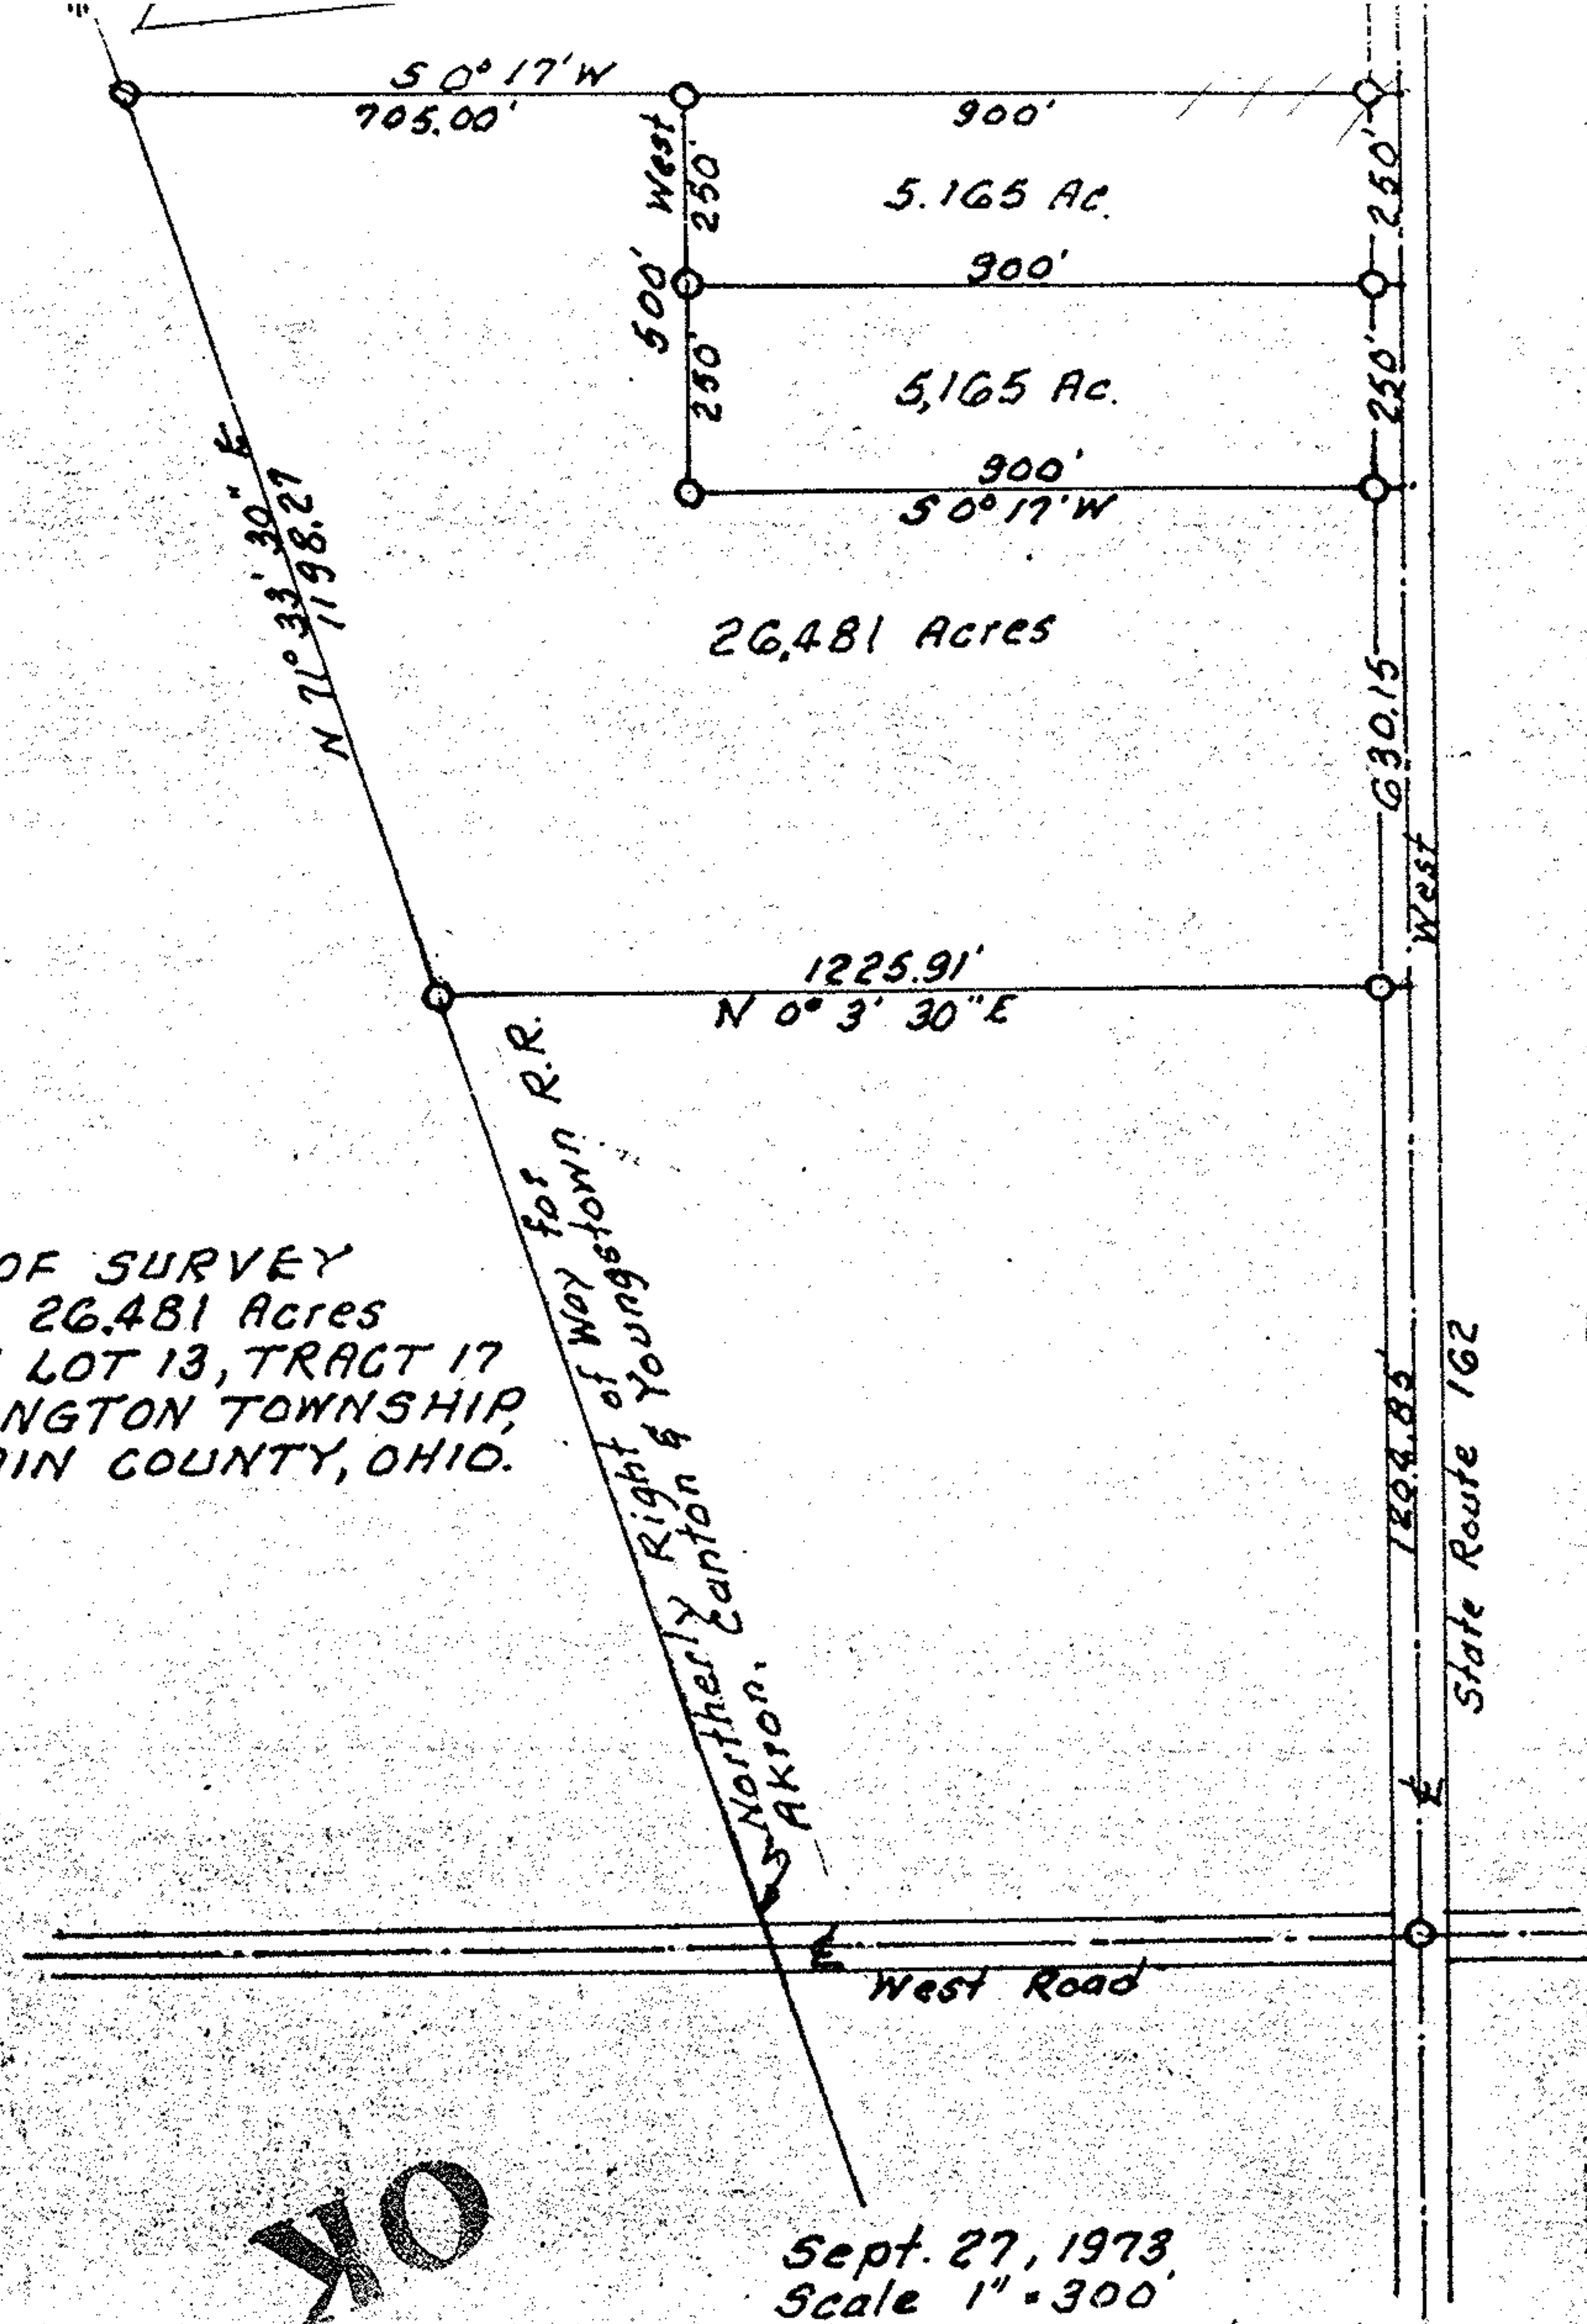 S 0° 17' W
705.00'
900'
West
250'
250'
5.165 Ac.
900'
500'
250'
250'
5,165 Ac.
900'
S 0° 17' W
N 71° 33' 30" E
1198.27
26,481 Acres
630.15
West
1225.91'
N 0° 3' 30" E
Northerly Right of Way for
Akron. Canton & Youngstown R.R.
OF SURVEY
26.481 Acres
LOT 13, TRACT 17
NGTON TOWNSHIP,
IN COUNTY, OHIO.
1204.85'
State Route 162
West Road
OK
Sept. 27, 1973
Scale 1" = 300'